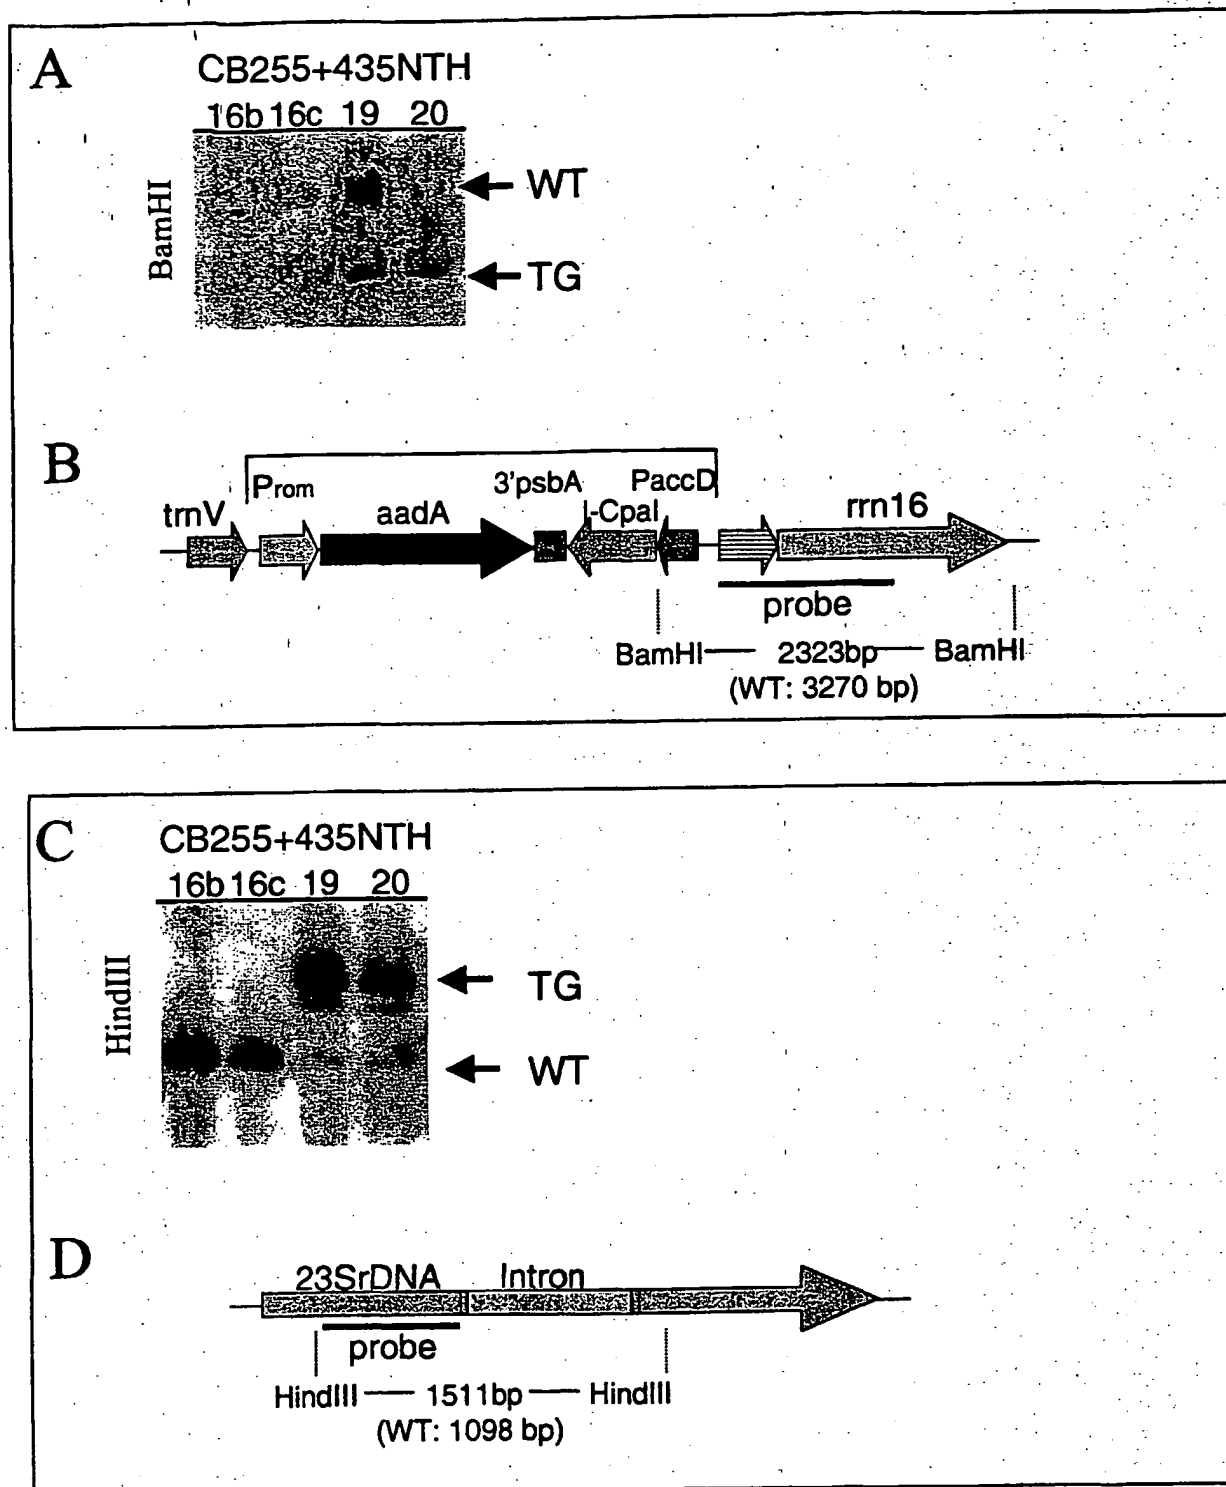 A
CB255+435NTH
16b 16c 19 20
BamHI
WT
TG
B
Prom 3'psbA PaccD
trnV aadA I-CpaI rrn16
probe
BamHI 2323bp BamHI
(WT: 3270 bp)
C
CB255+435NTH
16b 16c 19 20
HindIII
TG
WT
D
23SrDNA Intron
probe
HindIII 1511bp HindIII
(WT: 1098 bp)